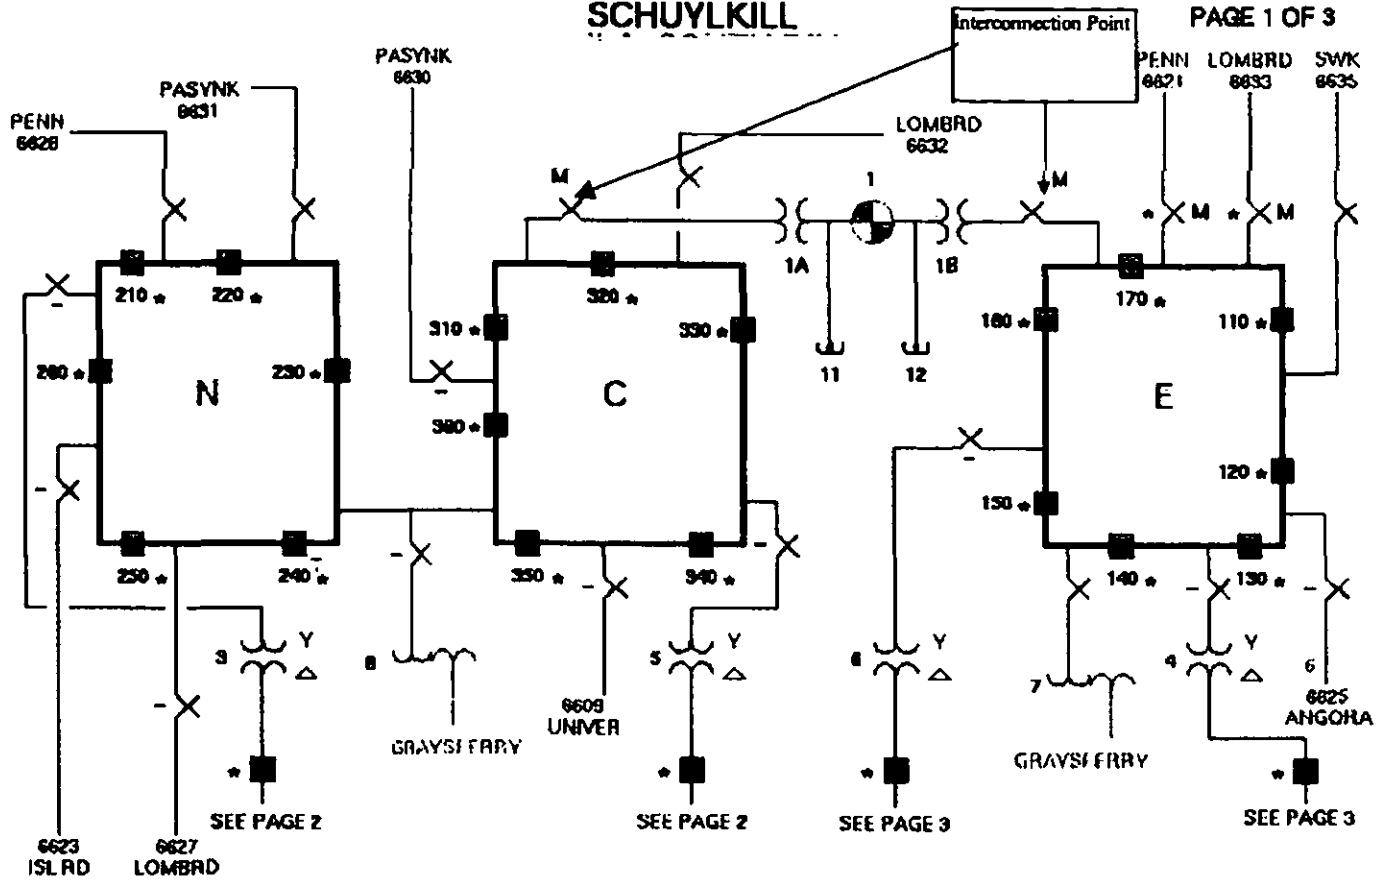 SCHUYLKILL
PAGE 1 OF 3
Interconnection Point
PASYNK
6630
PENN
6621
LOMBRD
6633
SWK
6635
PASYNK
6631
PENN
6628
LOMBRD
6632
M
1
M
* M
* M
1A
1B
210 *
220 *
320 *
170 *
310 *
330 *
160 *
110 *
11
12
260 *
230 *
N
C
E
360 *
120 *
150 *
250 *
240 *
350 *
340 *
140 *
130 *
3
Y
8
5
Y
6
Y
7
4
Y
6
6609
UNIVER
6625
ANGORA
GRAYSFERRY
GRAYSFERRY
*
*
*
*
SEE PAGE 2
SEE PAGE 2
SEE PAGE 3
SEE PAGE 3
6623
ISL RD
6627
LOMBRD